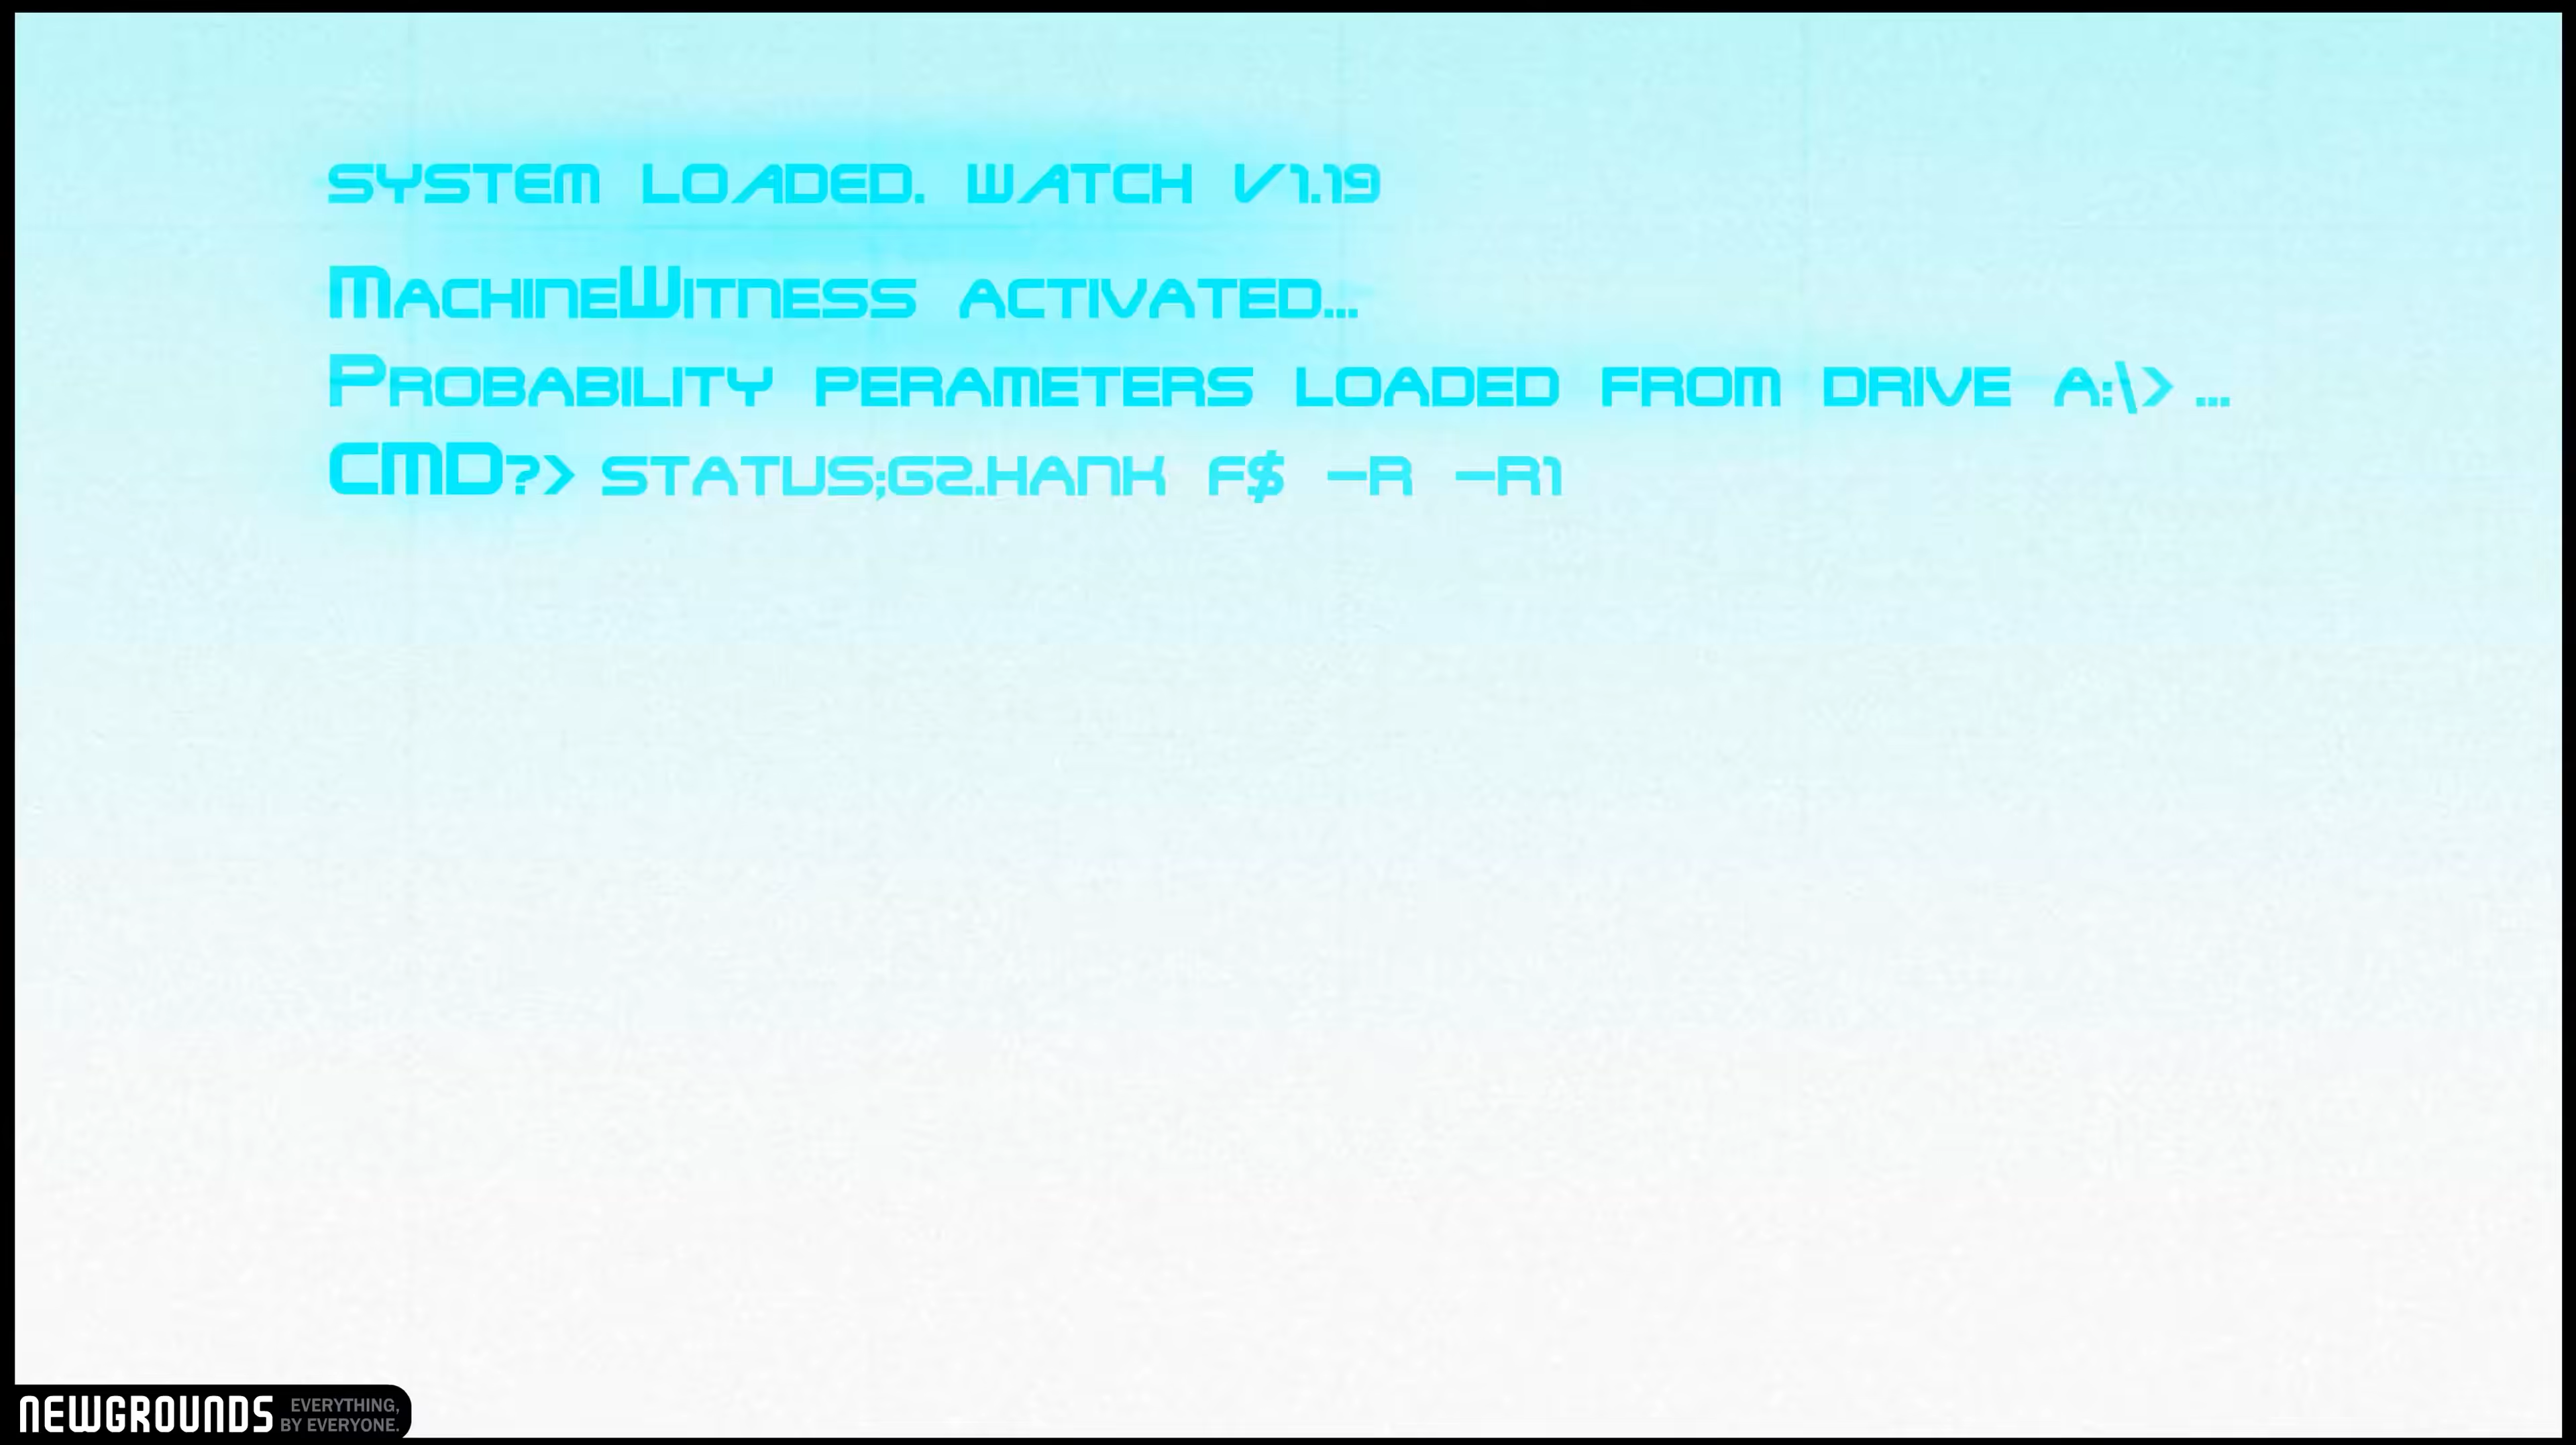 SYSTEM LOADED. WATCH V1.19
MACHINEWITNESS ACTIVATED...
PROBABILITY PERAMETERS LOADED FROM DRIVE A:\> ...
CMD?> STATUS;G2.HANK F$ -R -R1
NEWGROUNDS EVERYTHING,
BY EVERYONE.